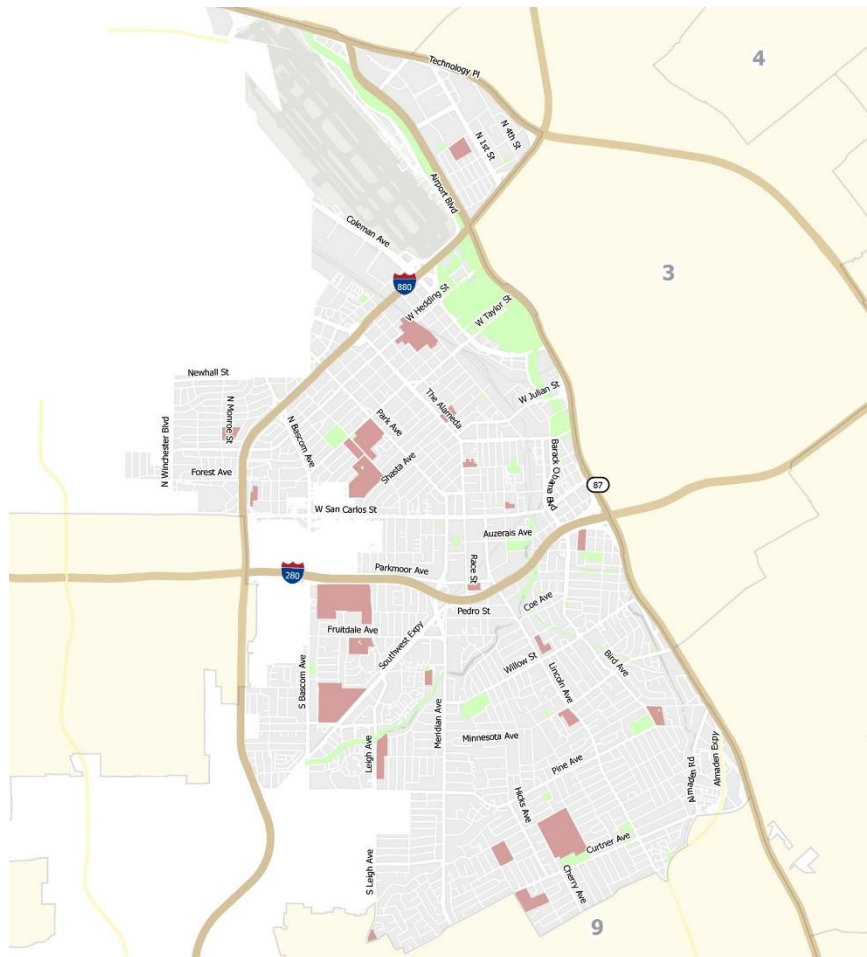 4
Technology Pl
N 4th St
N 1st St
Airport Blvd
Coleman Ave
3
880
W Hedding St
W Taylor St
Newhall St
W Julian St
N Monroe St
The Alameda
N Winchester Blvd
N Bascom Ave
Park Ave
Shasta Ave
Barack Obama Blvd
Forest Ave
87
W San Carlos St
Auzerais Ave
280
Parkmoor Ave
Race St
Coe Ave
Pedro St
Fruitdale Ave
Southwest Expy
Willow St
Bird Ave
S Bascom Ave
Lincoln Ave
Meridian Ave
Minnesota Ave
Leigh Ave
Pine Ave
Almaden Rd
Almaden Expy
Hicks Ave
Curtner Ave
S Leigh Ave
Cherry Ave
9